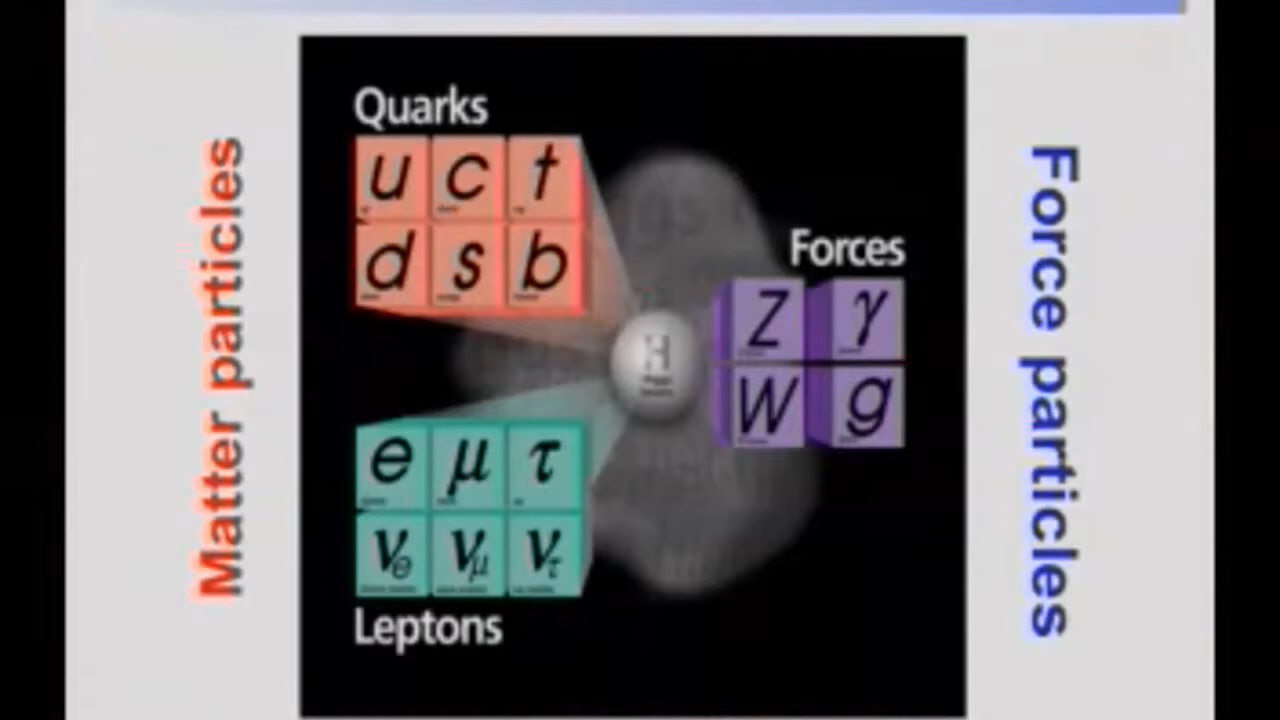 Matter particles
Quarks
u c t
d s b
Forces
Z γ
W g
H
e μ τ
νe νμ ντ
Leptons
Force particles